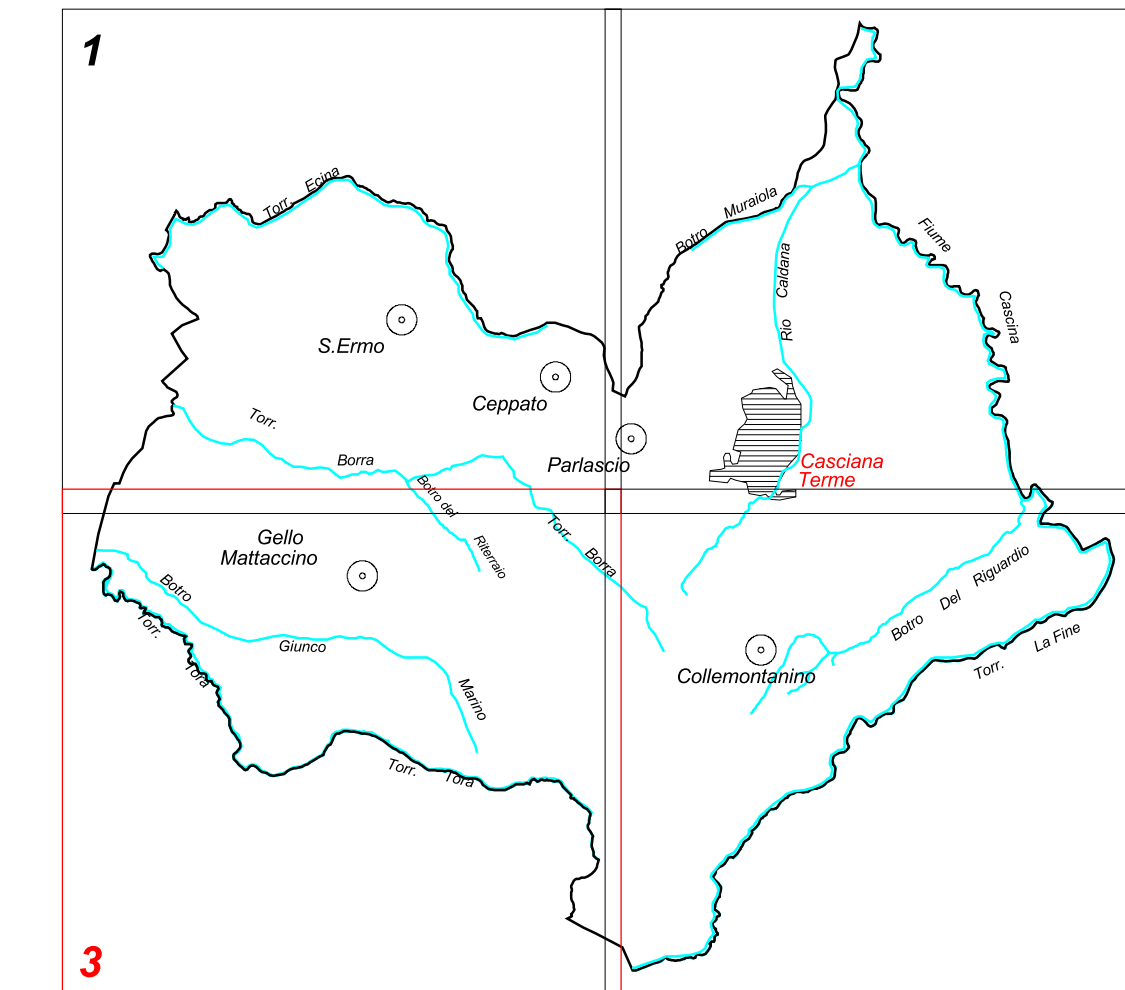 1
Torr. Ecina
Botro Muraiola
Fiume Cascina
Rio Caldana
S.Ermo
Ceppato
Torr. Borra
Parlascio
Casciana
Terme
Botro del Riterraio
Torr. Borra
Gello
Mattaccino
Botro Giunco Marino
Torr. Tora
Botro Del Riguardio
Torr. La Fine
Collemontanino
Torr. Tora
3